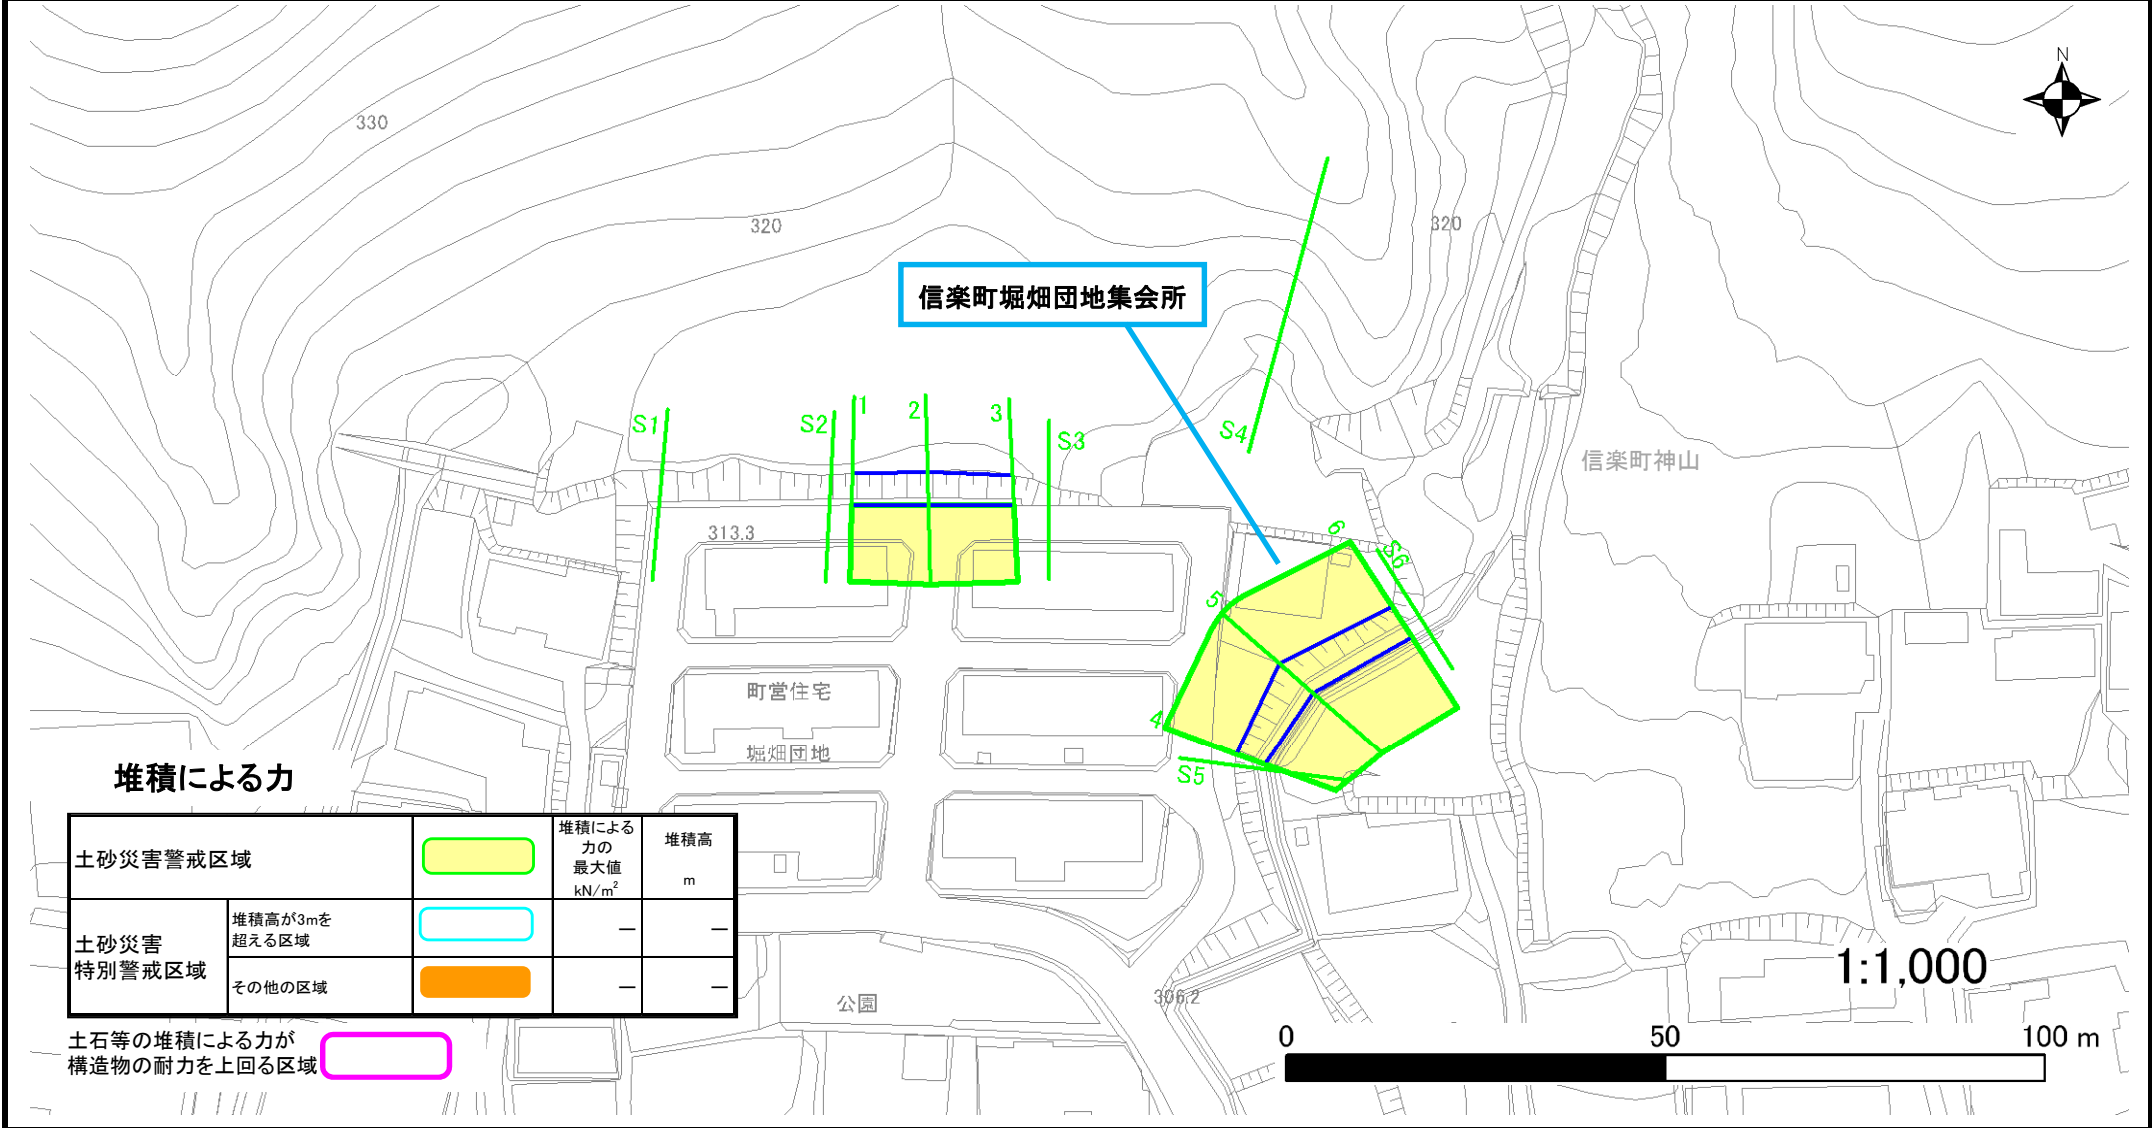 N
330
320
320
信楽町堀畑団地集会所
1
2
3
S1
S2
S3
S4
信楽町神山
313.3
6
S6
5
町営住宅
4
堀畑団地
S5
堆積による力
土砂災害警戒区域
堆積による
力の
最大値
kN/m²
堆積高
m
土砂災害
特別警戒区域
堆積高が3mを
超える区域
－
－
その他の区域
－
－
土石等の堆積による力が
構造物の耐力を上回る区域
公園
306.2
1:1,000
0
50
100 m